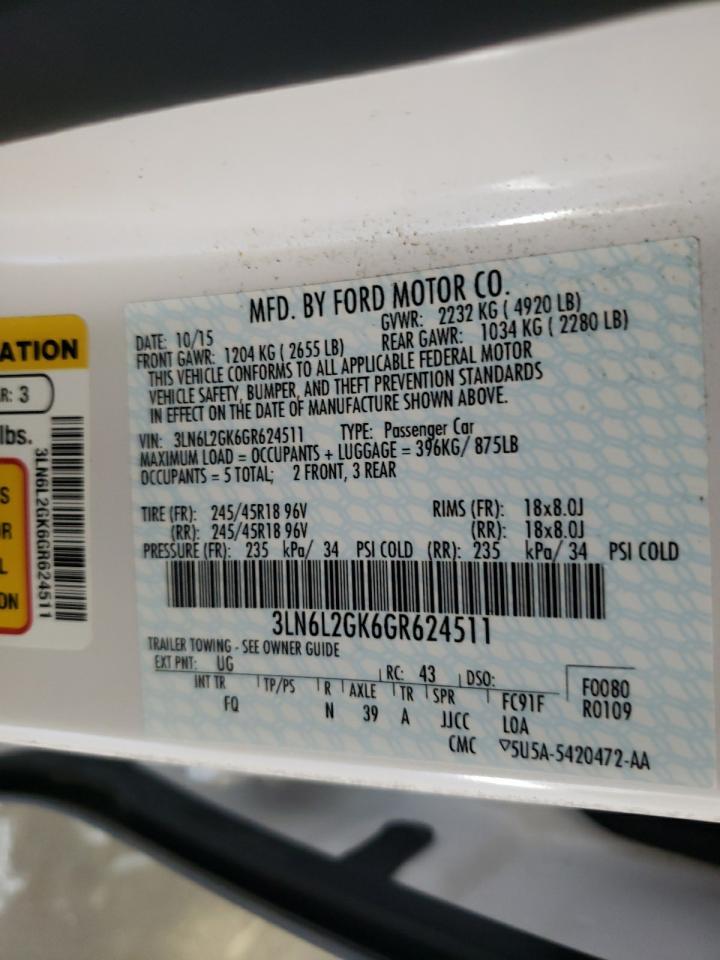 MFD. BY FORD MOTOR CO.
DATE: 10/15 GVWR: 2232 KG ( 4920 LB)
FRONT GAWR: 1204 KG ( 2655 LB) REAR GAWR: 1034 KG ( 2280 LB)
THIS VEHICLE CONFORMS TO ALL APPLICABLE FEDERAL MOTOR
VEHICLE SAFETY, BUMPER, AND THEFT PREVENTION STANDARDS
IN EFFECT ON THE DATE OF MANUFACTURE SHOWN ABOVE.
VIN: 3LN6L2GK6GR624511 TYPE: Passenger Car
MAXIMUM LOAD = OCCUPANTS + LUGGAGE = 396KG/ 875LB
OCCUPANTS = 5 TOTAL; 2 FRONT, 3 REAR
TIRE (FR): 245/45R18 96V RIMS (FR): 18x8.0J
(RR): 245/45R18 96V (RR): 18x8.0J
PRESSURE (FR): 235 kPa/ 34 PSI COLD (RR): 235 kPa/ 34 PSI COLD
3LN6L2GK6GR624511
TRAILER TOWING - SEE OWNER GUIDE
EXT PNT: UG RC: 43 DSO:
INT TR TP/PS R AXLE TR SPR FC91F F0080
FQ N 39 A JJCC LOA R0109
CMC ▽5U5A-5420472-AA
ATION
R: 3
lbs.
S
OR
L
ON
3LN6L2GK6GR624511